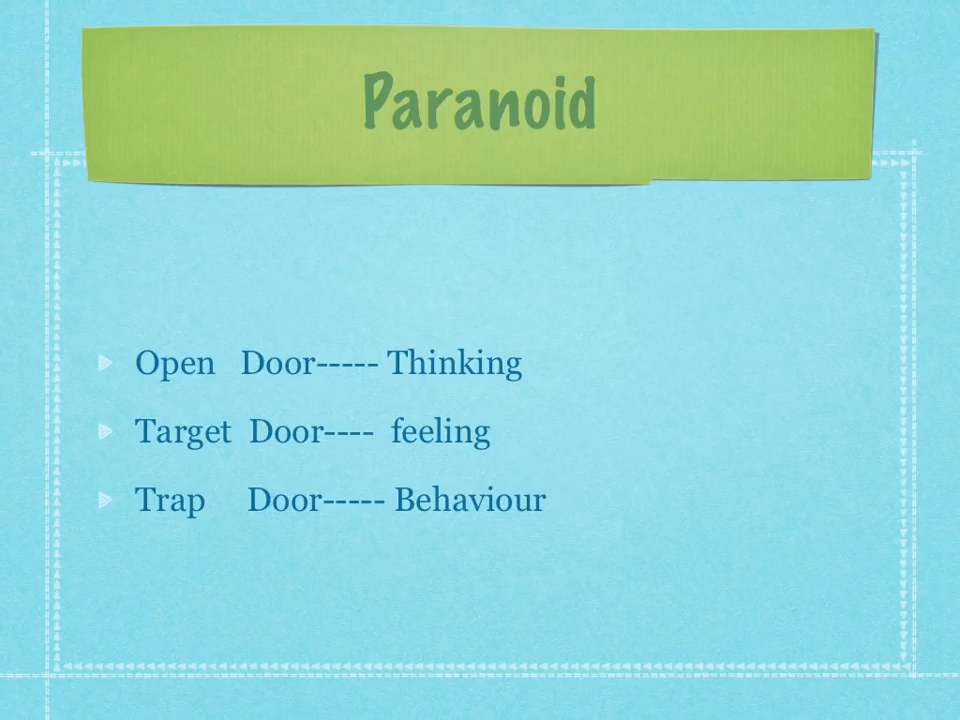 Paranoid
Open Door----- Thinking
Target Door---- feeling
Trap Door----- Behaviour